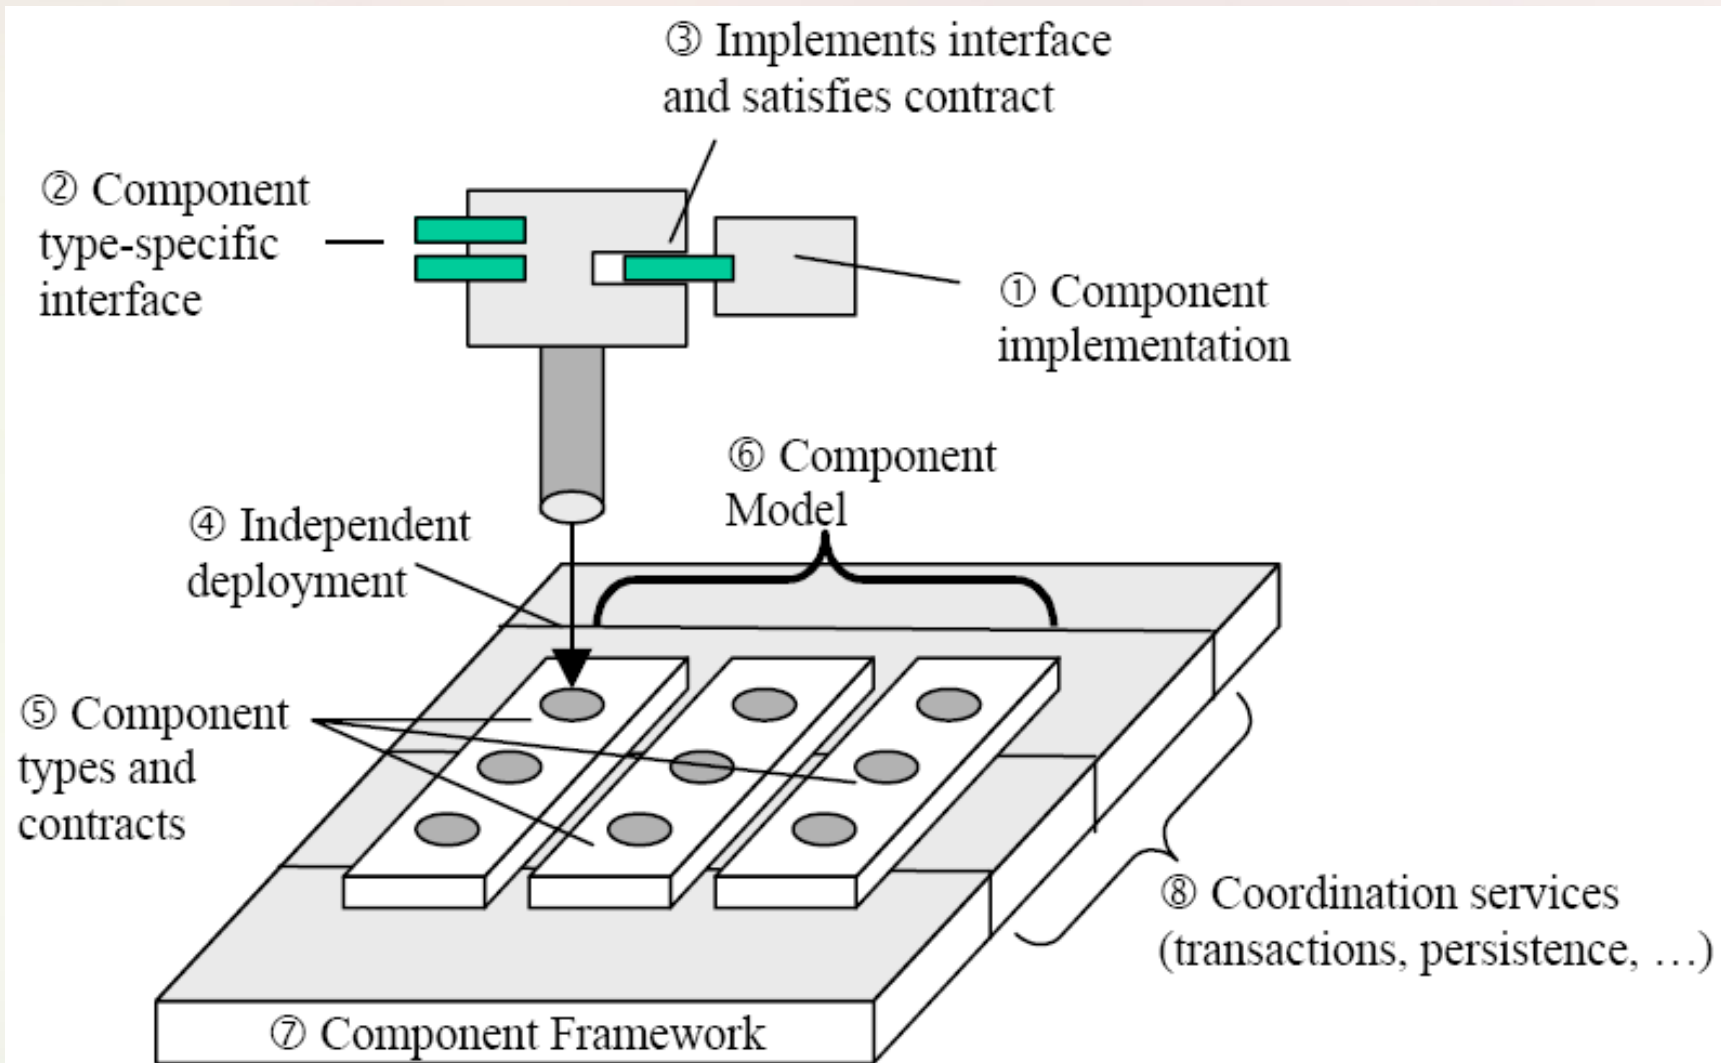 ③ Implements interface
and satisfies contract
② Component
type-specific
interface
① Component
implementation
⑥ Component
Model
④ Independent
deployment
⑤ Component
types and
contracts
⑧ Coordination services
(transactions, persistence, …)
⑦ Component Framework